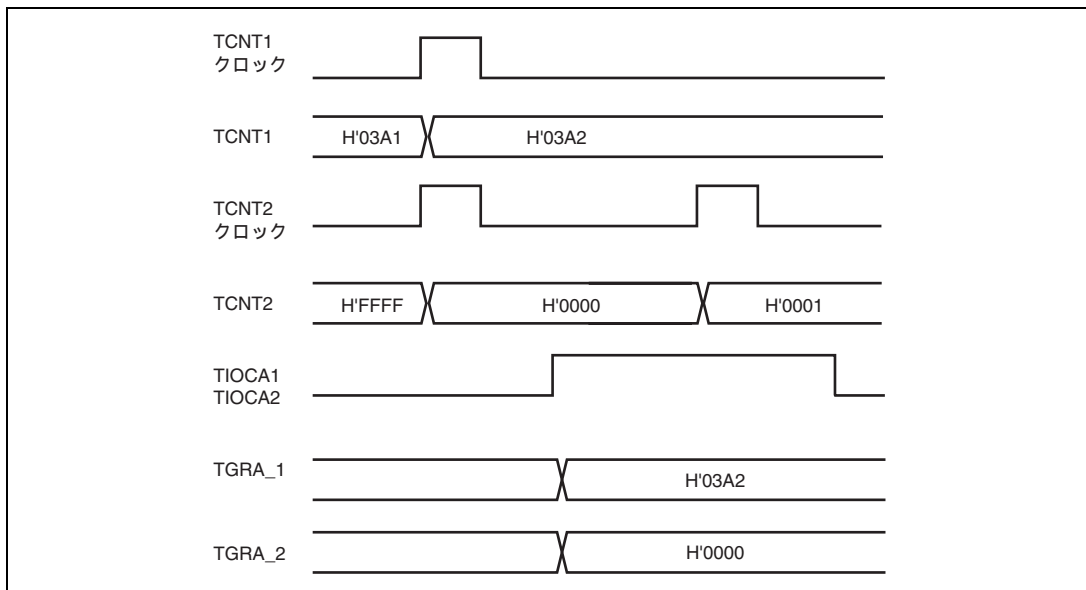 TCNT1
クロック
TCNT1
H'03A1
H'03A2
TCNT2
クロック
TCNT2
H'FFFF
H'0000
H'0001
TIOCA1
TIOCA2
TGRA_1
H'03A2
TGRA_2
H'0000